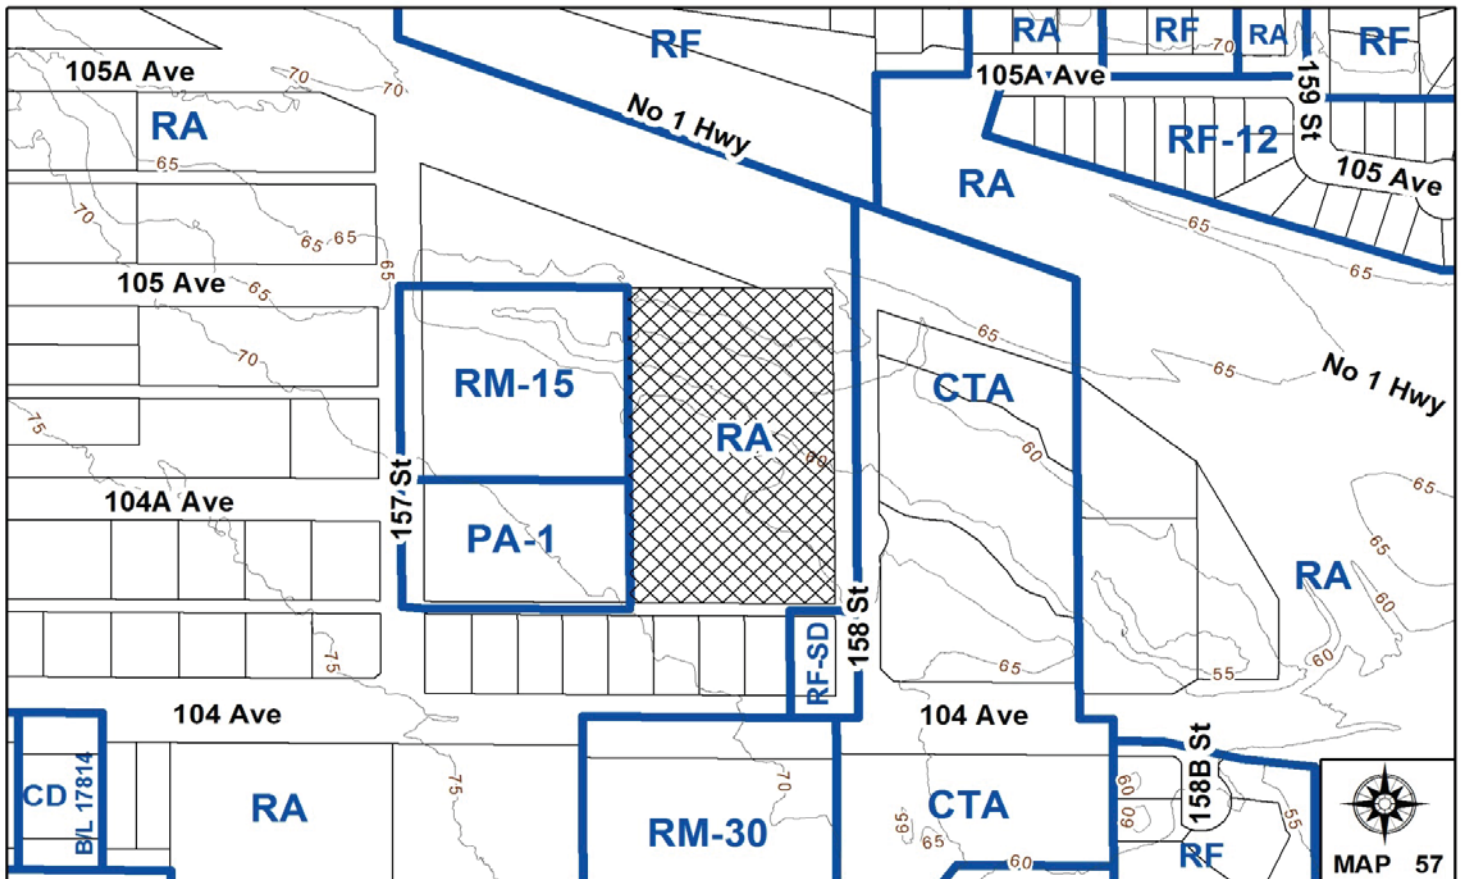 RF
RA
RF
RA
RF
70
105A Ave
70
70
105A Ave
159 St
No 1 Hwy
RA
RF-12
65
105 Ave
RA
70
65
65
65
65
65
105 Ave
65
65
70
RM-15
CTA
65
No 1 Hwy
75
RA
60
60
65
104A Ave
157 St
PA-1
65
RA
60
158 St
RF-SD
75
65
55
60
104 Ave
104 Ave
158B St
CD
B/L 17814
RA
75
70
RM-30
CTA
65
65
60
60
60
55
RF
MAP 57